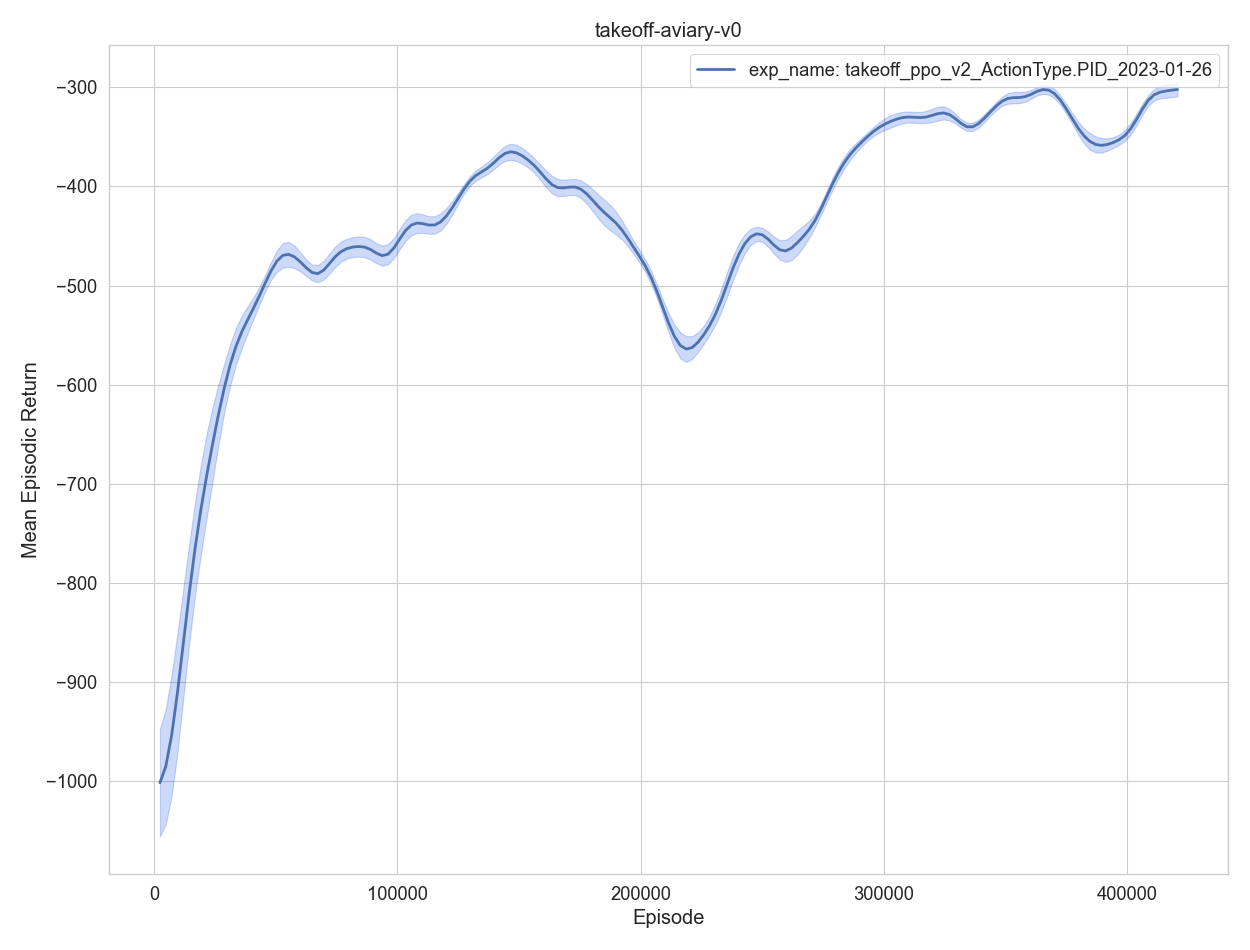 takeoff-aviary-v0
exp_name: takeoff_ppo_v2_ActionType.PID_2023-01-26
Mean Episodic Return
−300
−400
−500
−600
−700
−800
−900
−1000
0 100000 200000 300000 400000
Episode